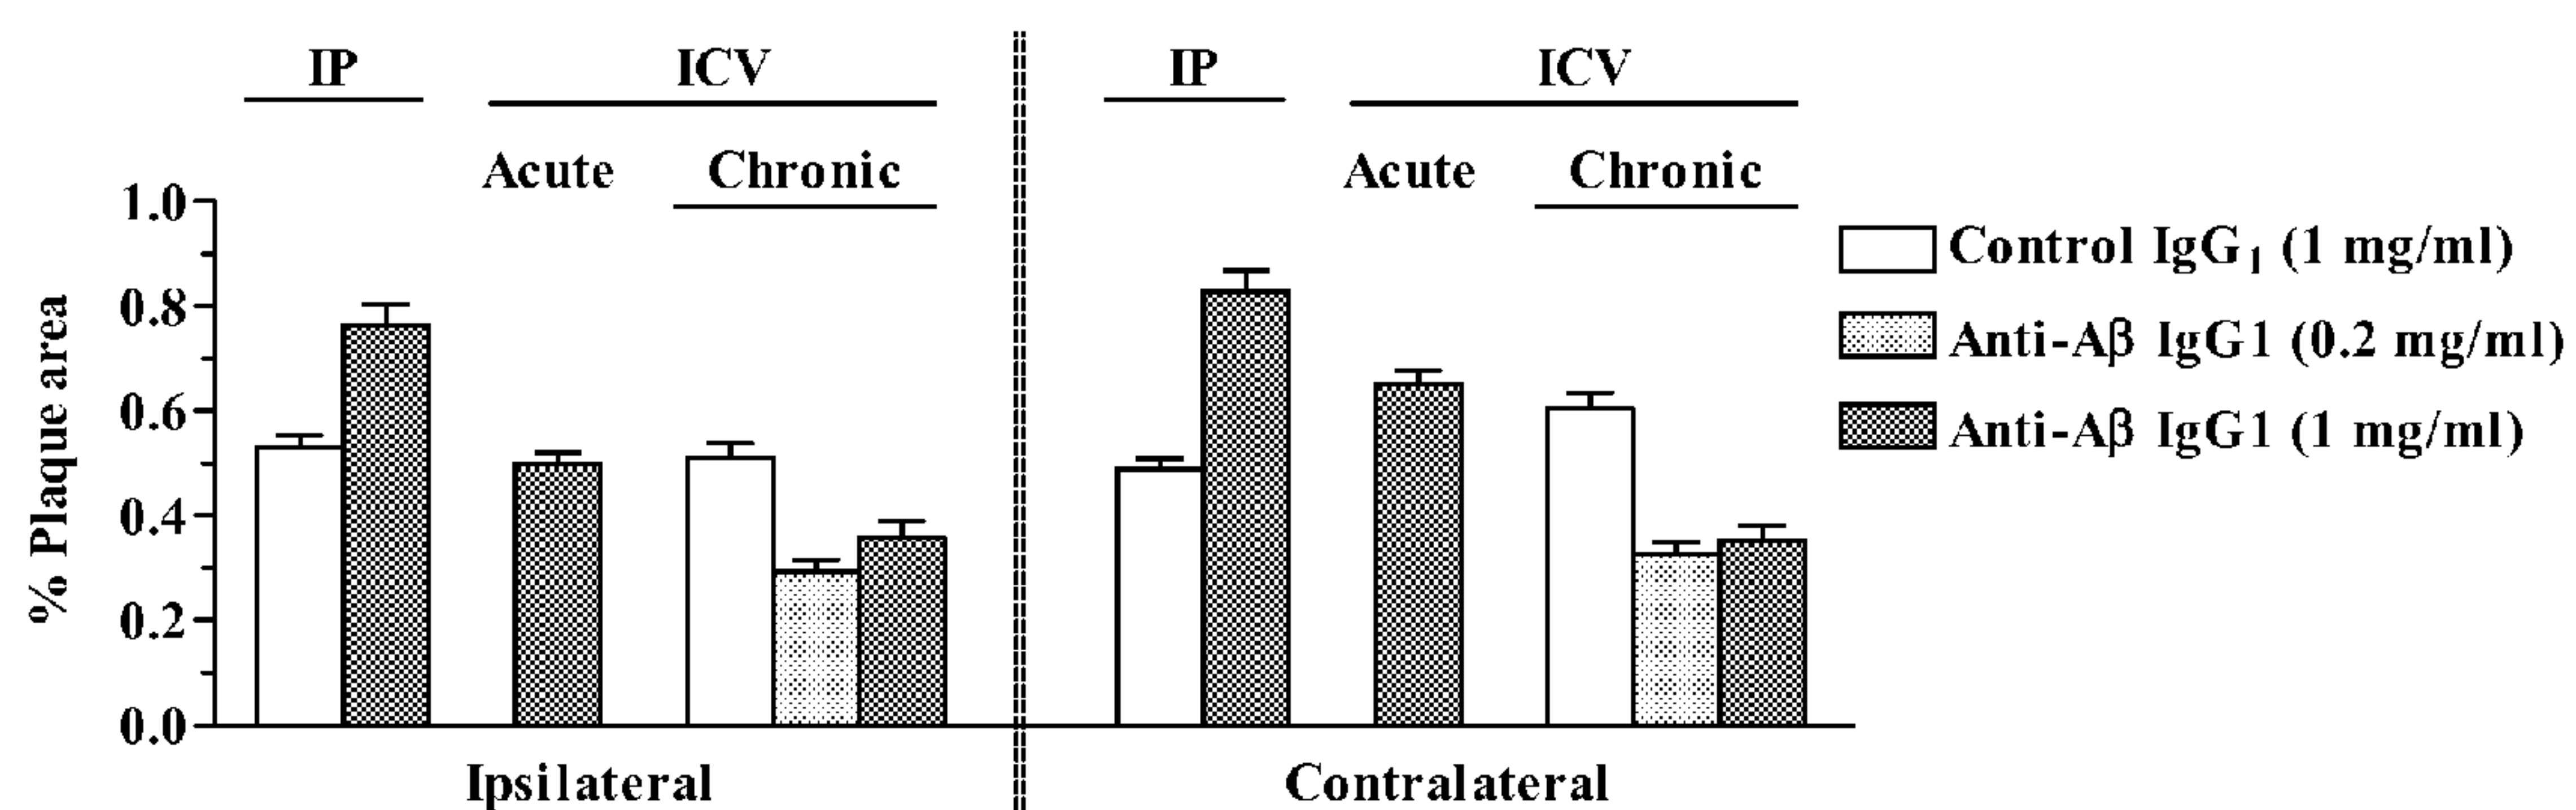 IP ICV IP ICV
Acute Chronic Acute Chronic
1.0
0.8
0.6
0.4
0.2
0.0
% Plaque area
Control IgG₁ (1 mg/ml)
Anti-Aβ IgG1 (0.2 mg/ml)
Anti-Aβ IgG1 (1 mg/ml)
Ipsilateral Contralateral